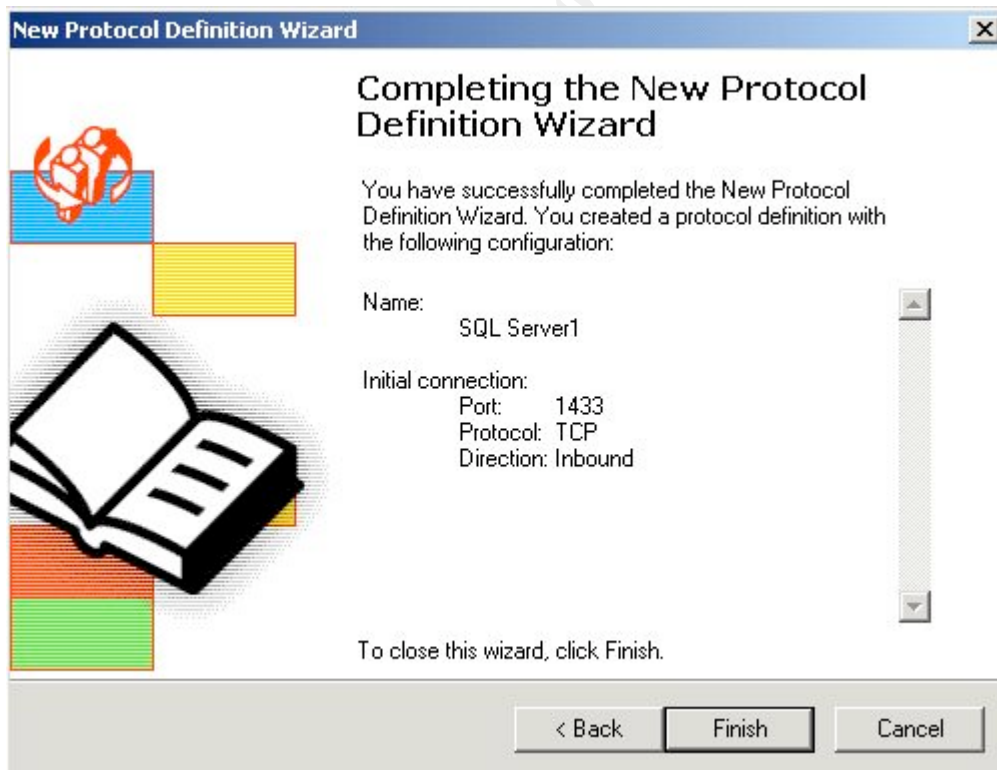 New Protocol Definition Wizard
Completing the New Protocol
Definition Wizard
You have successfully completed the New Protocol
Definition Wizard. You created a protocol definition with
the following configuration:
Name:
SQL Server1
Initial connection:
Port: 1433
Protocol: TCP
Direction: Inbound
To close this wizard, click Finish.
< Back
Finish
Cancel